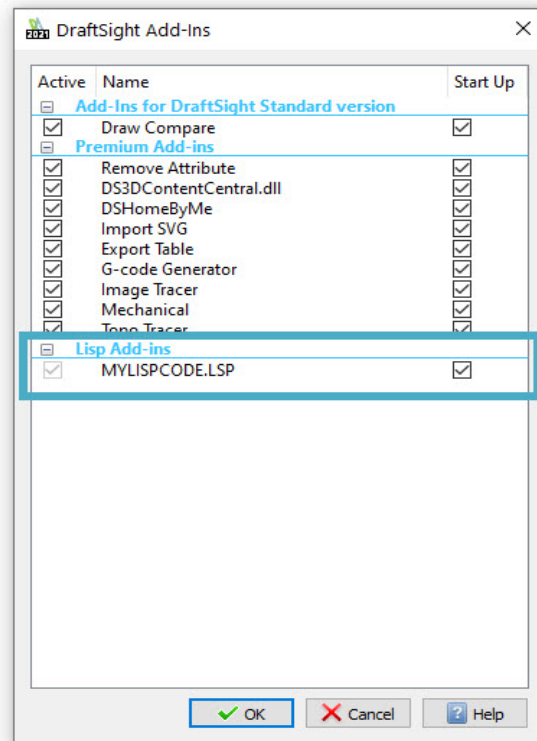 2021 DraftSight Add-Ins
Active Name Start Up
Add-Ins for DraftSight Standard version
Draw Compare
Premium Add-ins
Remove Attribute
DS3DContentCentral.dll
DSHomeByMe
Import SVG
Export Table
G-code Generator
Image Tracer
Mechanical
Topo Tracer
Lisp Add-ins
MYLISPCODE.LSP
OK Cancel ? Help